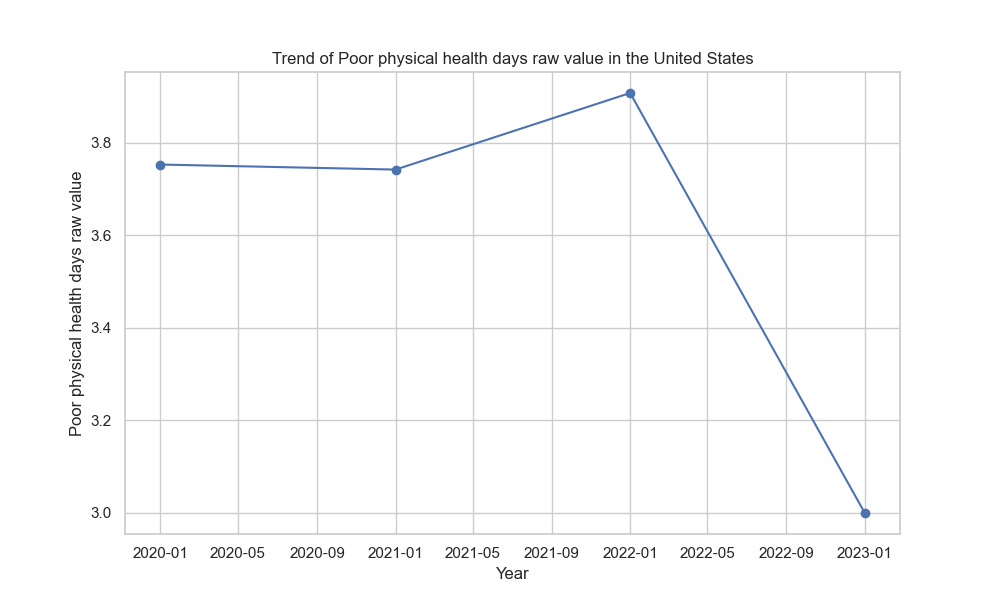 Trend of Poor physical health days raw value in the United States
Poor physical health days raw value
3.8
3.6
3.4
3.2
3.0
2020-01 2020-05 2020-09 2021-01 2021-05 2021-09 2022-01 2022-05 2022-09 2023-01
Year